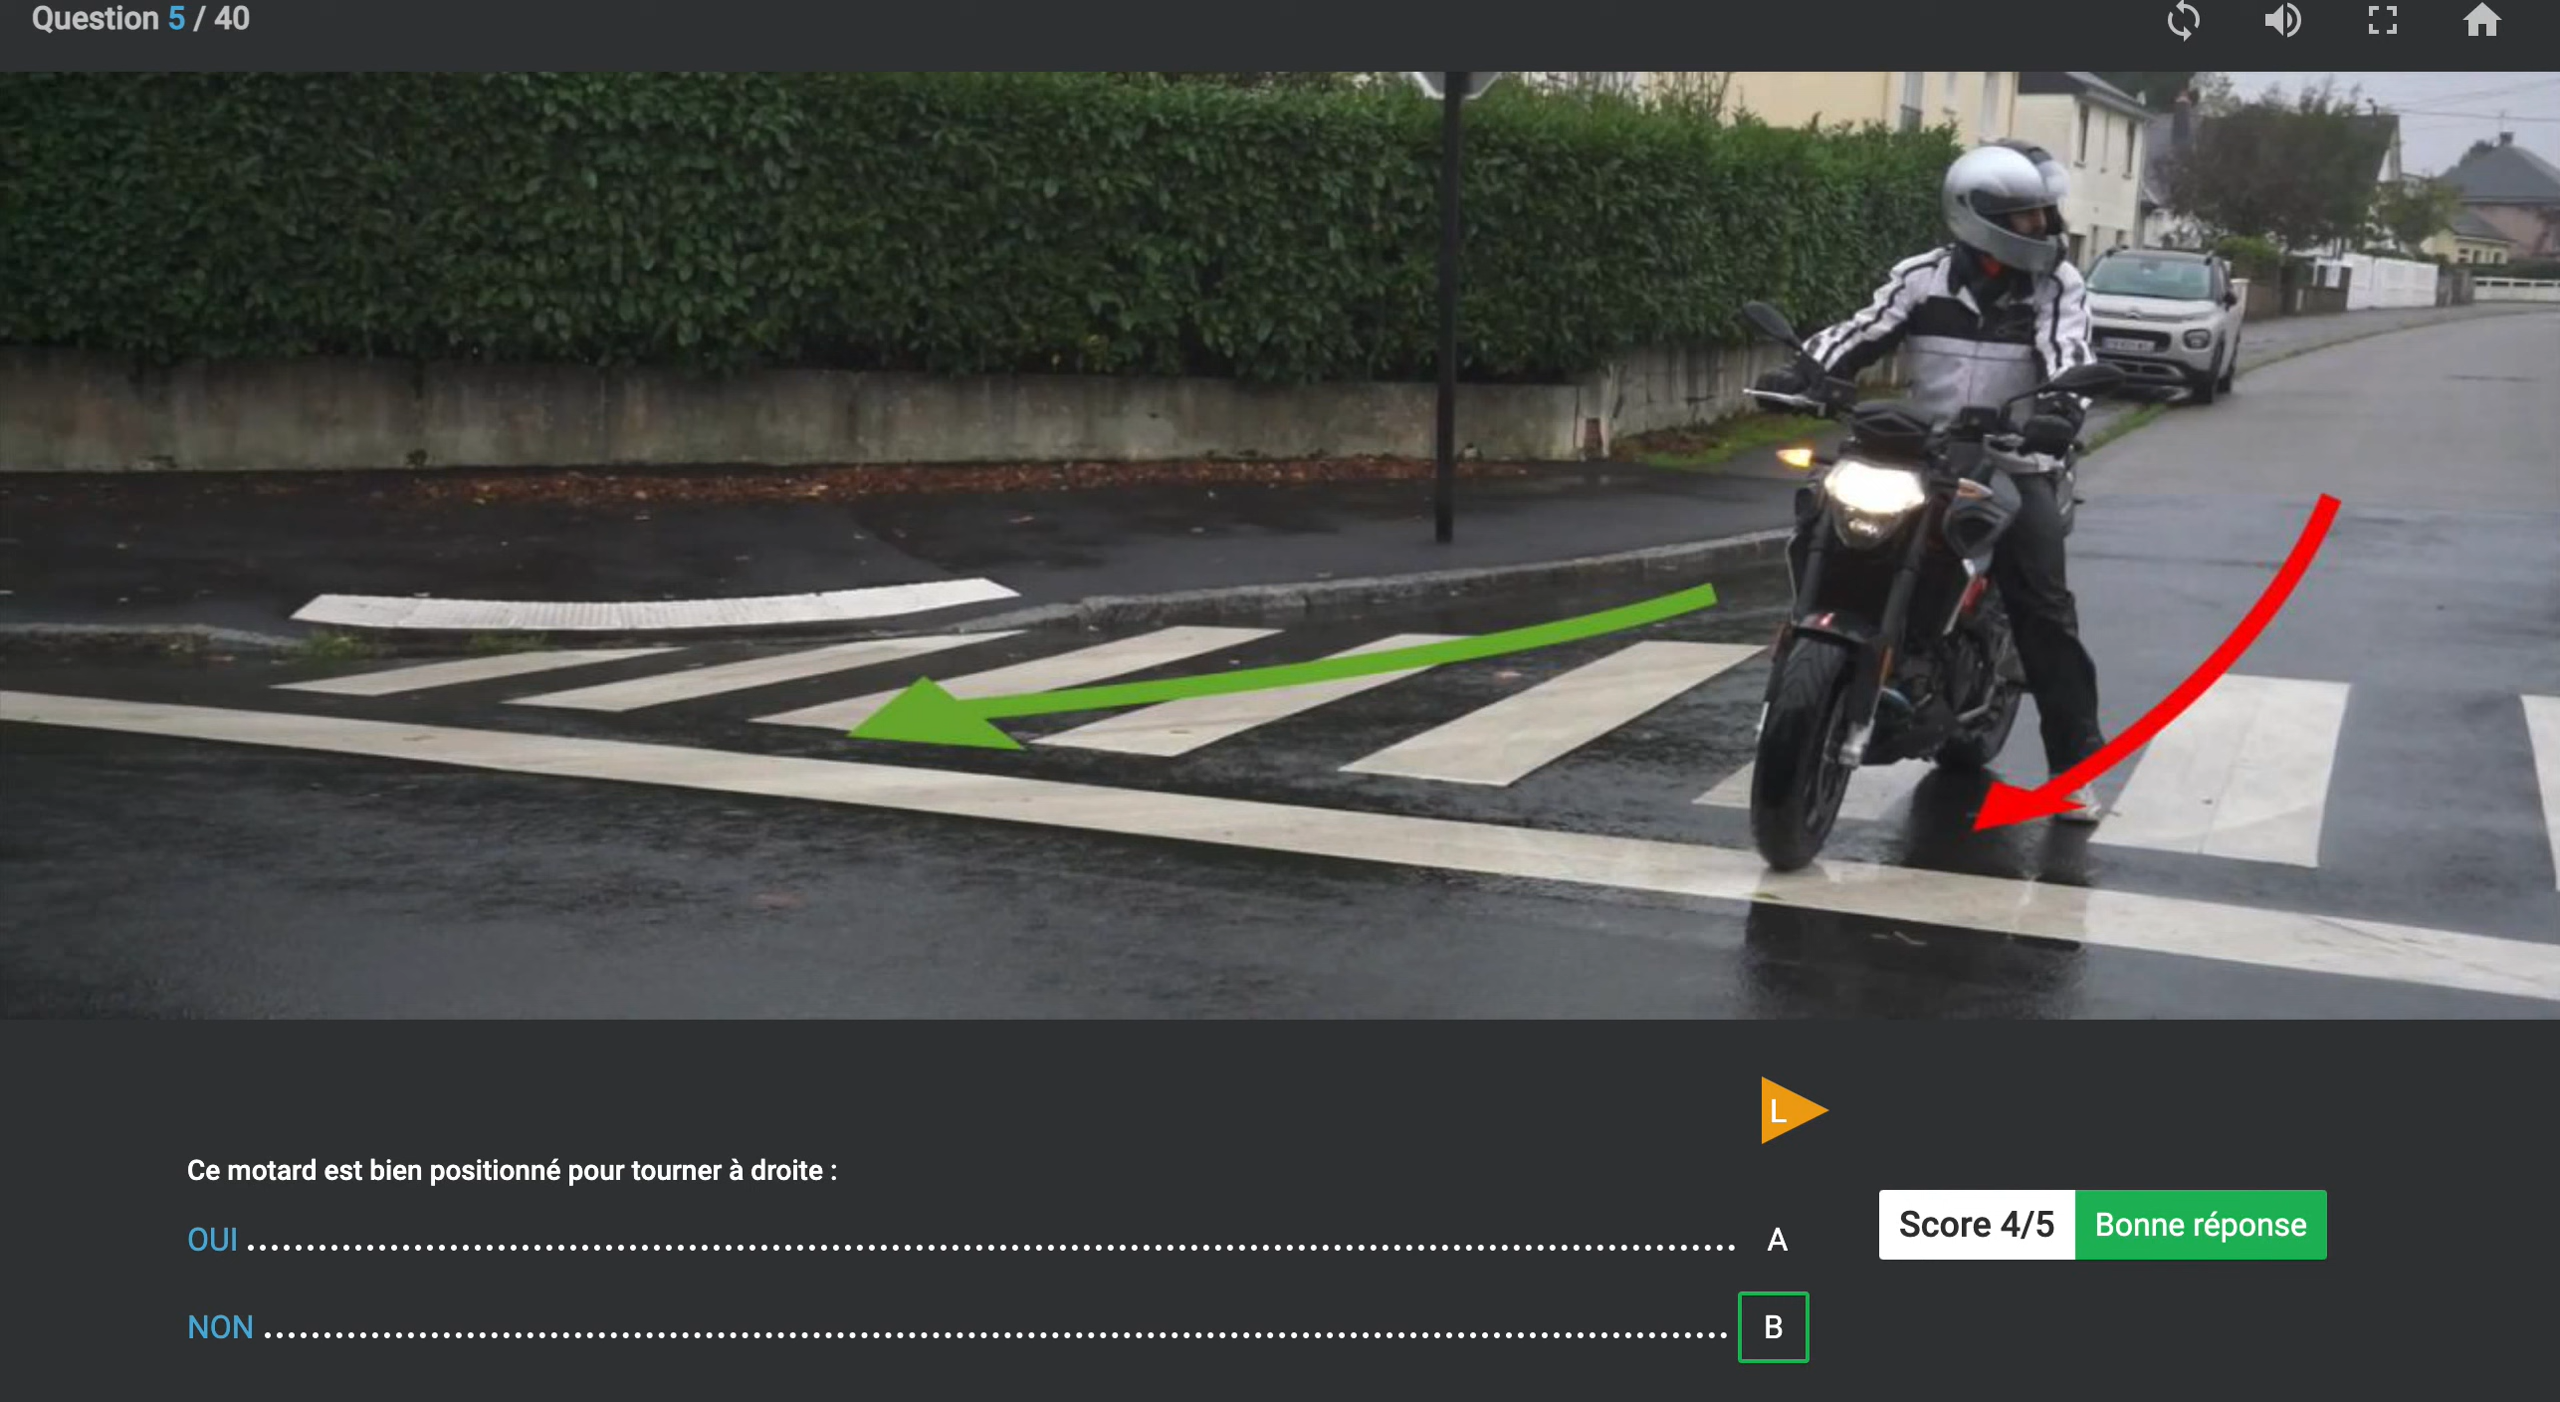 Question 5 / 40
L
Ce motard est bien positionné pour tourner à droite :
OUI ........ A
Score 4/5 Bonne réponse
NON ........ B